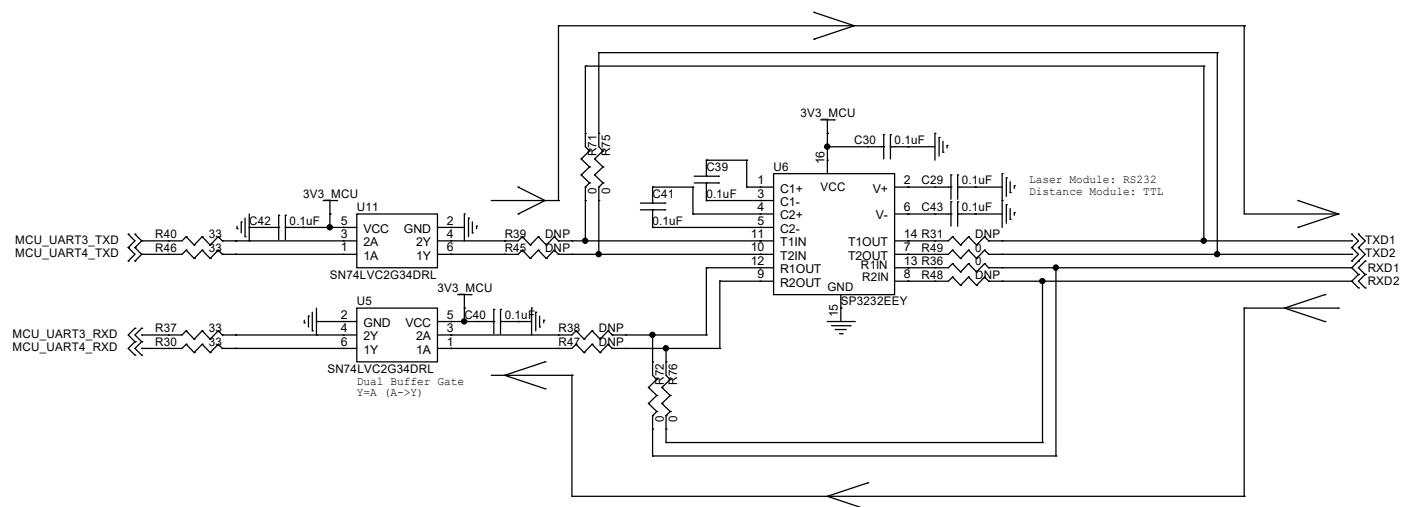 3V3_MCU
C30 0.1uF
16
R71
R75
0
0
C39
0.1uF
C41
0.1uF
U6
1 C1+ VCC V+ 2 C29 0.1uF
3 C1-
4 C2+ V- 6 C43 0.1uF
5 C2-
11 T1IN T1OUT 14 R31 DNP TXD1
10 T2IN T2OUT 7 R49 0 TXD2
12 R1OUT R1IN 13 R36 0 RXD1
9 R2OUT R2IN 8 R48 DNP RXD2
GND
15
SP3232EEY
Laser Module: RS232
Distance Module: TTL
3V3_MCU
U11
C42 0.1uF 5 VCC GND 2
MCU_UART3_TXD R40 33 3 2A 2Y 4 R39 DNP
MCU_UART4_TXD R46 33 1 1A 1Y 6 R45 DNP
SN74LVC2G34DRL
3V3_MCU
U5
2 GND VCC 5 C40 0.1uF
MCU_UART3_RXD R37 33 4 2Y 2A 3 R38 DNP
MCU_UART4_RXD R30 33 6 1Y 1A 1 R47 DNP
SN74LVC2G34DRL
Dual Buffer Gate
Y=A (A->Y)
R72
R76
0
0